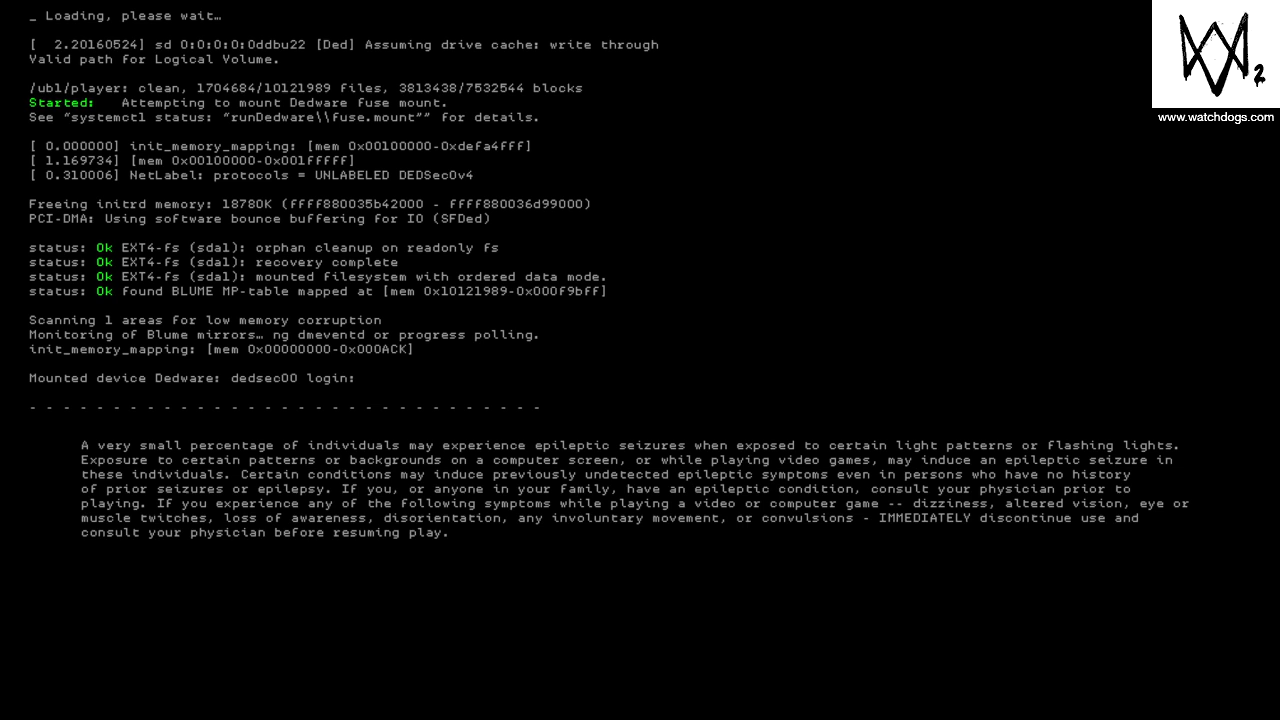 _ Loading, please wait…
[  2.20160524] sd 0:0:0:0:0ddbu22 [Ded] Assuming drive cache: write through
Valid path for Logical Volume.
/ubl/player: clean, 1704684/10121989 files, 3813438/7532544 blocks
Started:   Attempting to mount Dedware fuse mount.
See “systemctl status: “runDedware\\fuse.mount”” for details.
[ 0.000000] init_memory_mapping: [mem 0x00100000-0xdefa4fff]
[ 1.169734] [mem 0x00100000-0x001fffff]
[ 0.310006] NetLabel: protocols = UNLABELED DEDSec0v4
Freeing initrd memory: 18780K (ffff880035b42000 - ffff880036d99000)
PCI-DMA: Using software bounce buffering for IO (SFDed)
status: Ok EXT4-fs (sda1): orphan cleanup on readonly fs
status: Ok EXT4-fs (sda1): recovery complete
status: Ok EXT4-fs (sda1): mounted filesystem with ordered data mode.
status: Ok found BLUME MP-table mapped at [mem 0x10121989-0x000f9bff]
Scanning 1 areas for low memory corruption
Monitoring of Blume mirrors… ng dmeventd or progress polling.
init_memory_mapping: [mem 0x00000000-0x000ACK]
Mounted device Dedware: dedsec00 login:
- - - - - - - - - - - - - - - - - - - - - - - - - - - - - - -
A very small percentage of individuals may experience epileptic seizures when exposed to certain light patterns or flashing lights.
Exposure to certain patterns or backgrounds on a computer screen, or while playing video games, may induce an epileptic seizure in
these individuals. Certain conditions may induce previously undetected epileptic symptoms even in persons who have no history
of prior seizures or epilepsy. If you, or anyone in your family, have an epileptic condition, consult your physician prior to
playing. If you experience any of the following symptoms while playing a video or computer game -- dizziness, altered vision, eye or
muscle twitches, loss of awareness, disorientation, any involuntary movement, or convulsions - IMMEDIATELY discontinue use and
consult your physician before resuming play.
2
www.watchdogs.com